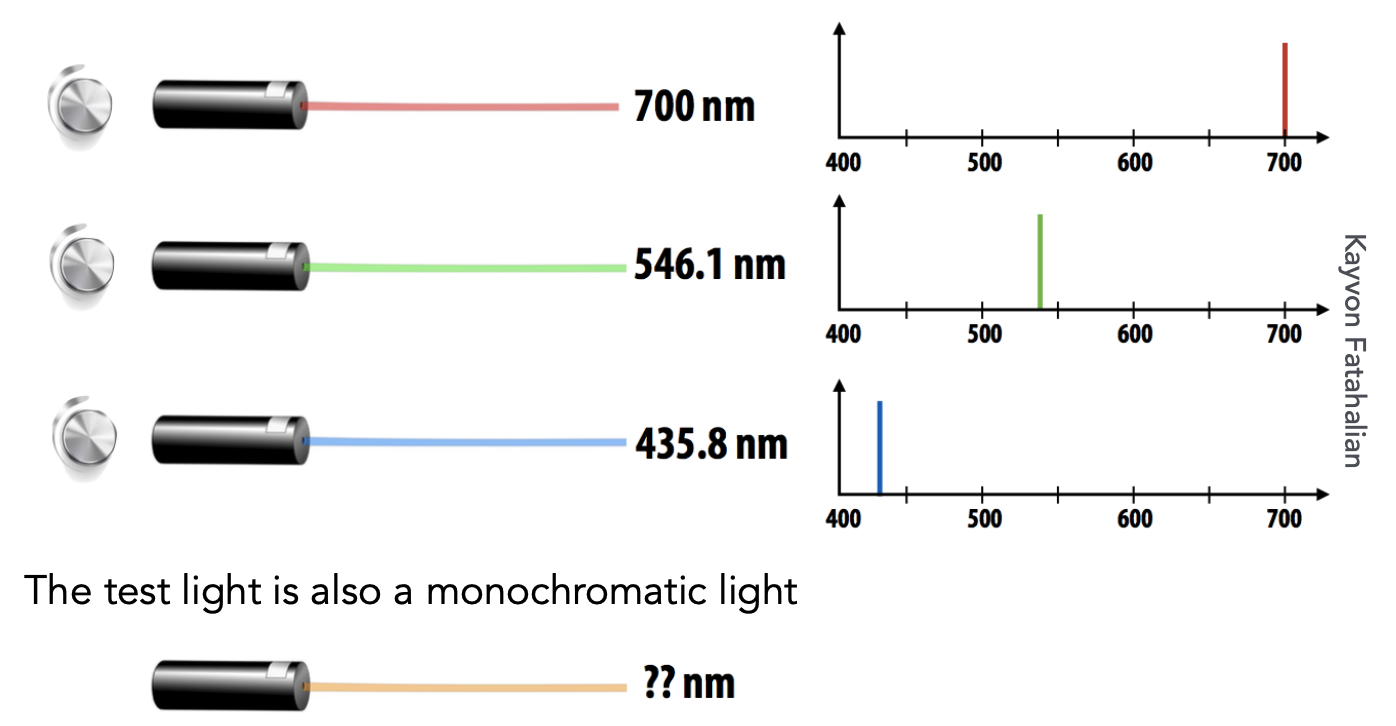 700 nm
400 500 600 700
546.1 nm
400 500 600 700
435.8 nm
400 500 600 700
Kayvon Fatahalian
The test light is also a monochromatic light
?? nm